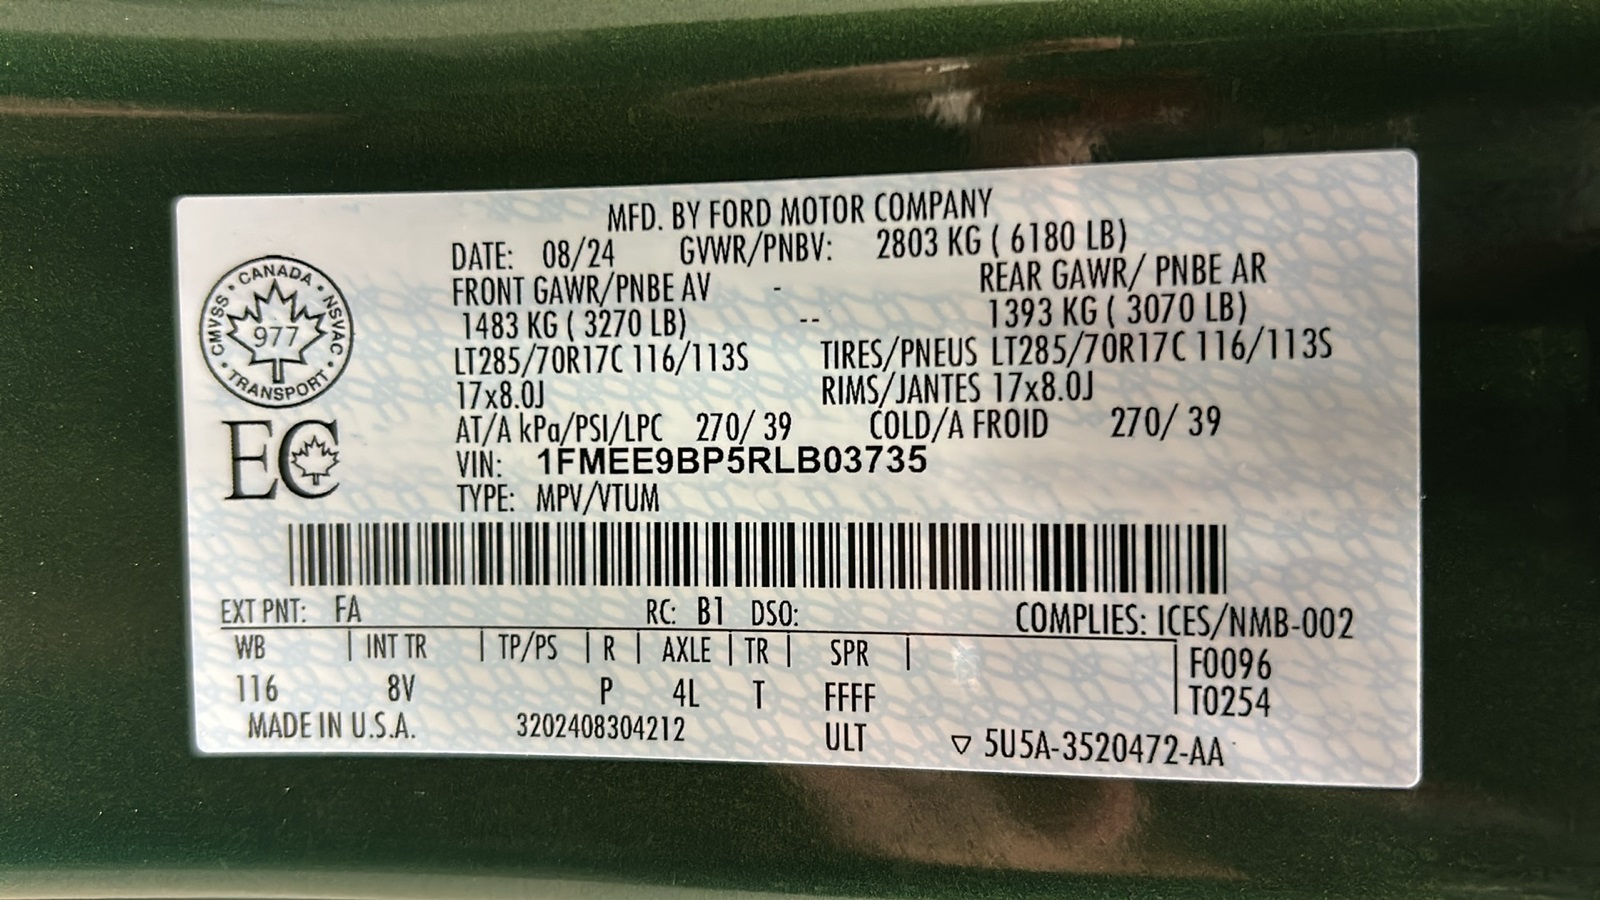 MFD. BY FORD MOTOR COMPANY
DATE: 08/24 GVWR/PNBV: 2803 KG ( 6180 LB)
FRONT GAWR/PNBE AV - REAR GAWR/ PNBE AR
1483 KG ( 3270 LB) -- 1393 KG ( 3070 LB)
LT285/70R17C 116/113S TIRES/PNEUS LT285/70R17C 116/113S
17x8.0J RIMS/JANTES 17x8.0J
AT/A kPa/PSI/LPC 270/ 39 COLD/A FROID 270/ 39
VIN: 1FMEE9BP5RLB03735
TYPE: MPV/VTUM
CANADA · NSVAC · TRANSPORT · CMVSS ·
977
EC
EXT PNT: FA RC: B1 DSO: COMPLIES: ICES/NMB-002
WB | INT TR | TP/PS | R | AXLE | TR | SPR | F0096
116 8V P 4L T FFFF T0254
MADE IN U.S.A. 3202408304212 ULT ▽ 5U5A-3520472-AA